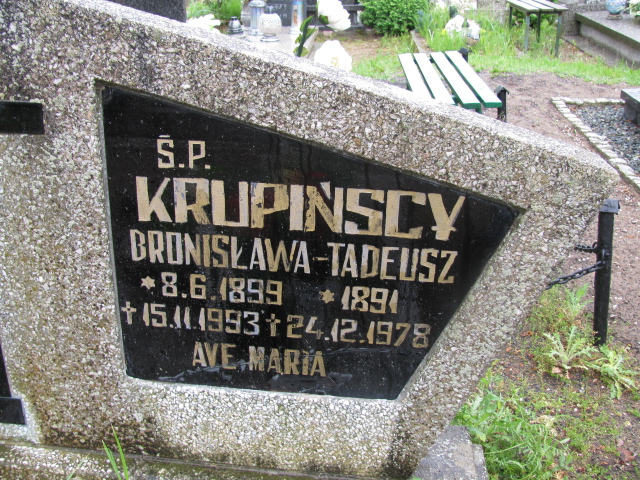 Ś.P.
KRUPIŃSCY
BRONISŁAWA-TADEUSZ
*8.6.1899 *1891
†15.11.1993 †24.12.1978
AVE MARIA